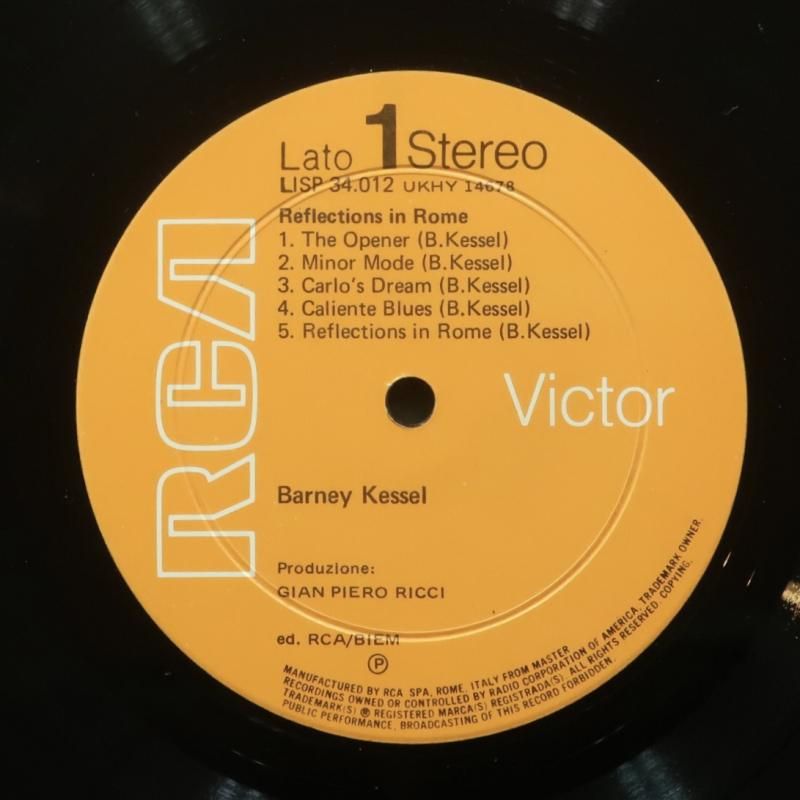 Lato 1 Stereo
LISP 34.012 UKHY 14678
Reflections in Rome
1. The Opener (B.Kessel)
2. Minor Mode (B.Kessel)
3. Carlo's Dream (B.Kessel)
4. Caliente Blues (B.Kessel)
5. Reflections in Rome (B.Kessel)
RCA
Victor
Barney Kessel
Produzione:
GIAN PIERO RICCI
ed. RCA/BIEM
Ⓟ
MANUFACTURED BY RCA SPA, ROME, ITALY FROM MASTER
RECORDINGS OWNED OR CONTROLLED BY RADIO CORPORATION OF AMERICA, TRADEMARK OWNER.
TRADEMARK(S) ® REGISTERED MARCA(S) REGISTRADA(S) ALL RIGHTS RESERVED. COPYING,
PUBLIC PERFORMANCE, BROADCASTING OF THIS RECORD FORBIDDEN.